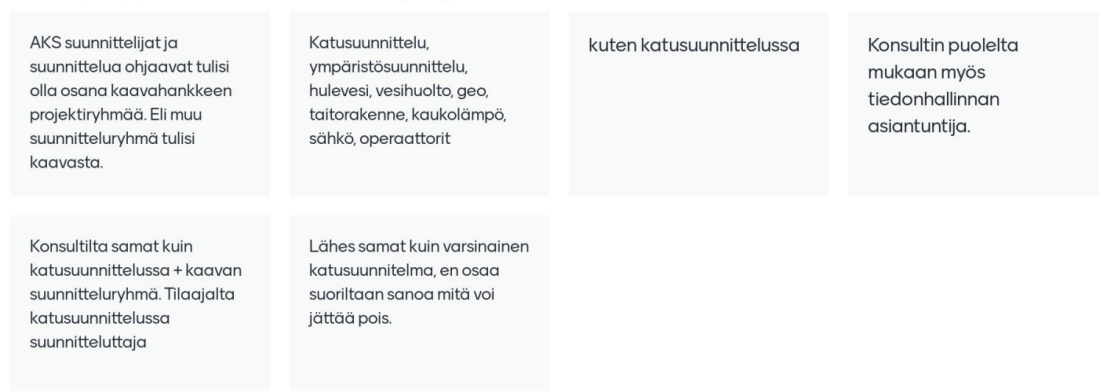 AKS suunnittelijat ja
suunnittelua ohjaavat tulisi
olla osana kaavahankkeen
projektiryhmää. Eli muu
suunnitteluryhmä tulisi
kaavasta.
Katusuunnittelu,
ympäristösuunnittelu,
hulevesi, vesihuolto, geo,
taitorakenne, kaukolämpö,
sähkö, operaattorit
kuten katusuunnittelussa
Konsultin puolelta
mukaan myös
tiedonhallinnan
asiantuntija.
Konsultilta samat kuin
katusuunnittelussa + kaavan
suunnitteluryhmä. Tilaajalta
katusuunnittelussa
suunnitteluttaja
Lähes samat kuin varsinainen
katusuunnitelma, en osaa
suoriltaan sanoa mitä voi
jättää pois.